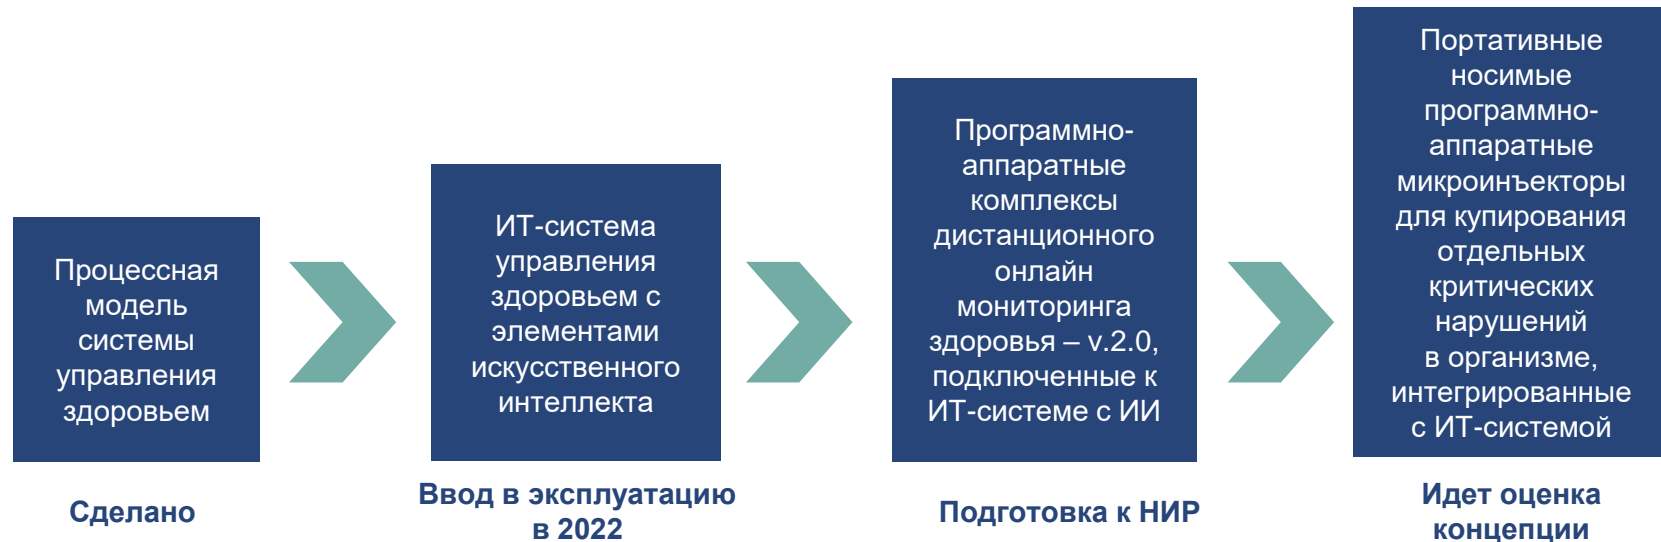 Процессная
модель
системы
управления
здоровьем
Сделано
ИТ-система
управления
здоровьем с
элементами
искусственного
интеллекта
Ввод в эксплуатацию
в 2022
Программно-
аппаратные
комплексы
дистанционного
онлайн
мониторинга
здоровья – v.2.0,
подключенные к
ИТ-системе с ИИ
Подготовка к НИР
Портативные
носимые
программно-
аппаратные
микроинъекторы
для купирования
отдельных
критических
нарушений
в организме,
интегрированные
с ИТ-системой
Идет оценка
концепции